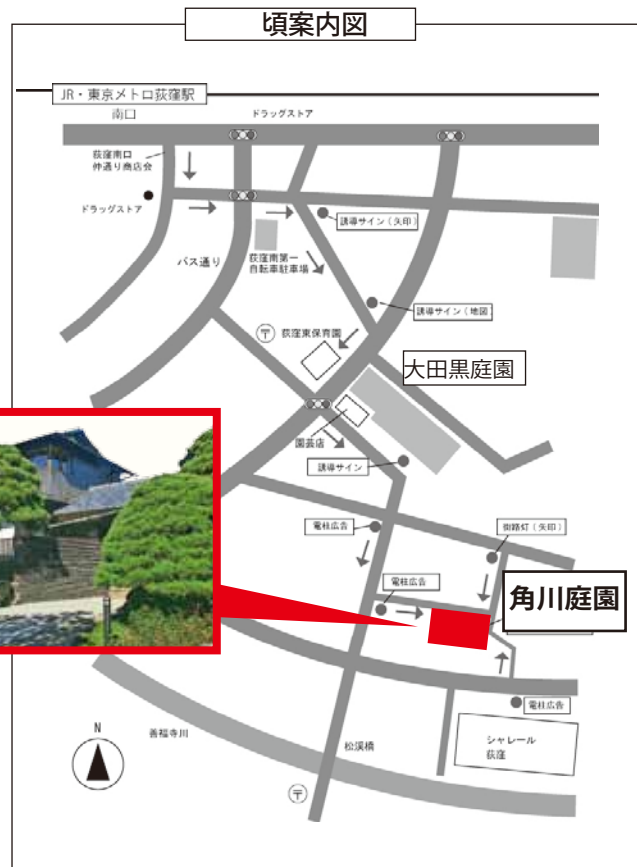 頃案内図
JR・東京メトロ荻窪駅
南口
ドラッグストア
荻窪南口
仲通り商店会
ドラッグストア
誘導サイン（矢印）
バス通り
荻窪南第一
自転車駐車場
誘導サイン（地図）
〒
荻窪東保育園
大田黒庭園
園芸店
誘導サイン
電柱広告
街路灯（矢印）
電柱広告
角川庭園
電柱広告
N
善福寺川
松渓橋
シャレール
荻窪
〒